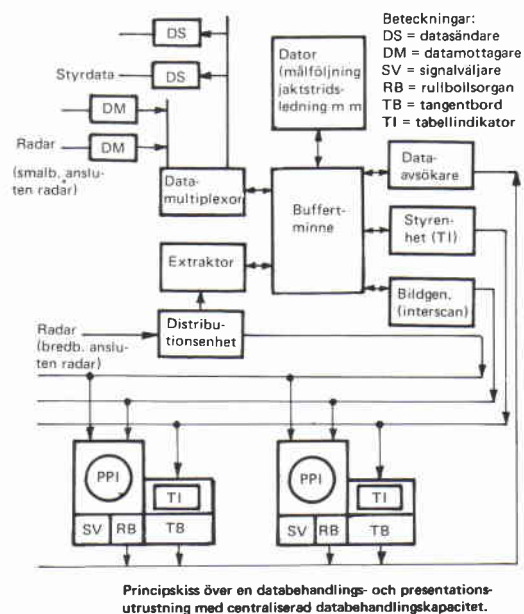 Beteckningar:
DS = datasändare
DM = datamottagare
SV = signalväljare
RB = rullbollsorgan
TB = tangentbord
TI = tabellindikator
DS
Styrdata
DS
DM
Radar
DM
(smalb. anslu-
ten radar)
Data-
multiplexor
Dator
(målföljning
jaktstrids-
ledning m m
Buffert-
minne
Data-
avsökare
Styren-
het (TI)
Bildgen.
(interscan)
Extraktor
Radar
(bredb. anslu-
ten radar)
Distribu-
tionsenhet
PPI
TI
SV
RB
TB
PPI
TI
SV
RB
TB
Principskiss över en databehandlings- och presentations-
utrustning med centraliserad databehandlingskapacitet.